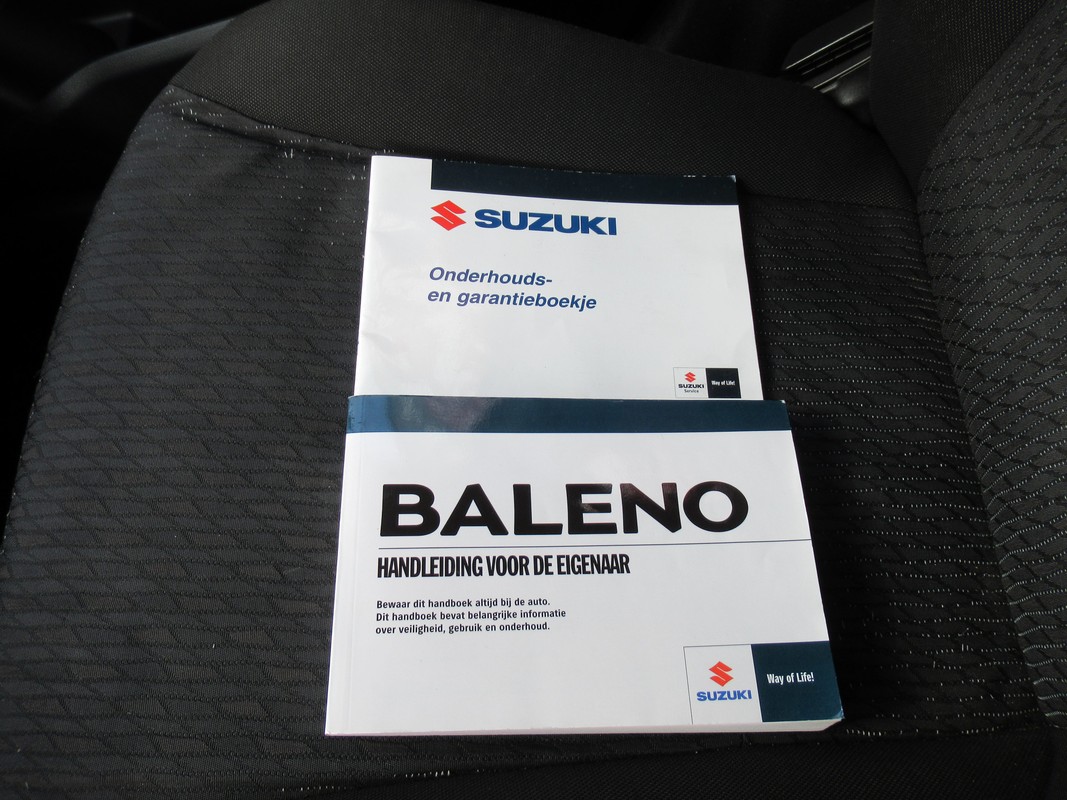 SUZUKI
Onderhouds-
en garantieboekje
SUZUKI
Service
Way of Life!
BALENO
HANDLEIDING VOOR DE EIGENAAR
Bewaar dit handboek altijd bij de auto.
Dit handboek bevat belangrijke informatie
over veiligheid, gebruik en onderhoud.
SUZUKI
Way of Life!